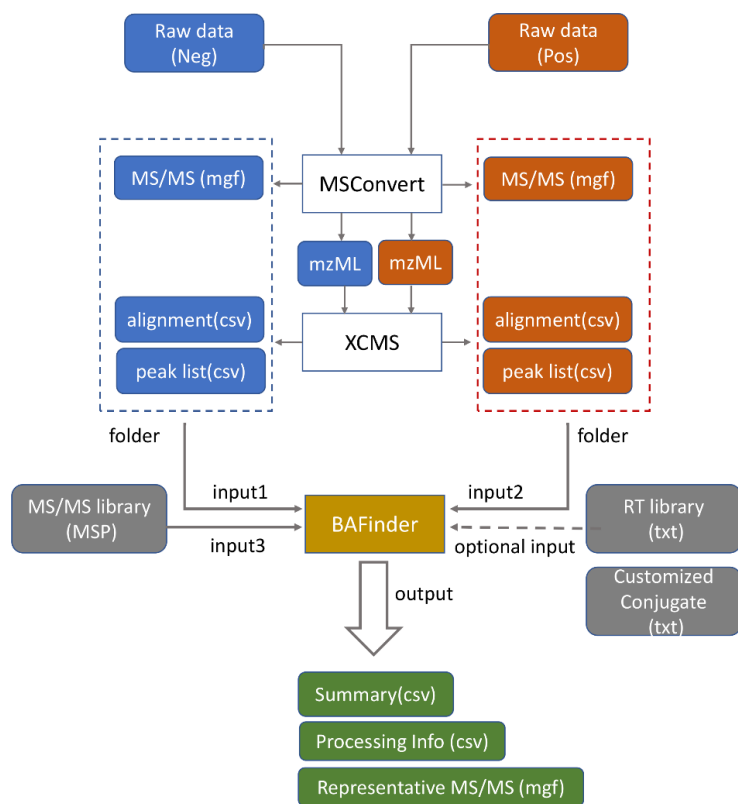 Raw data
(Neg)
Raw data
(Pos)
MS/MS (mgf)
MSConvert
MS/MS (mgf)
mzML
mzML
alignment(csv)
XCMS
alignment(csv)
peak list(csv)
peak list(csv)
folder
folder
input1
input2
MS/MS library
(MSP)
BAFinder
RT library
(txt)
input3
optional input
Customized
Conjugate
(txt)
output
Summary(csv)
Processing Info (csv)
Representative MS/MS (mgf)